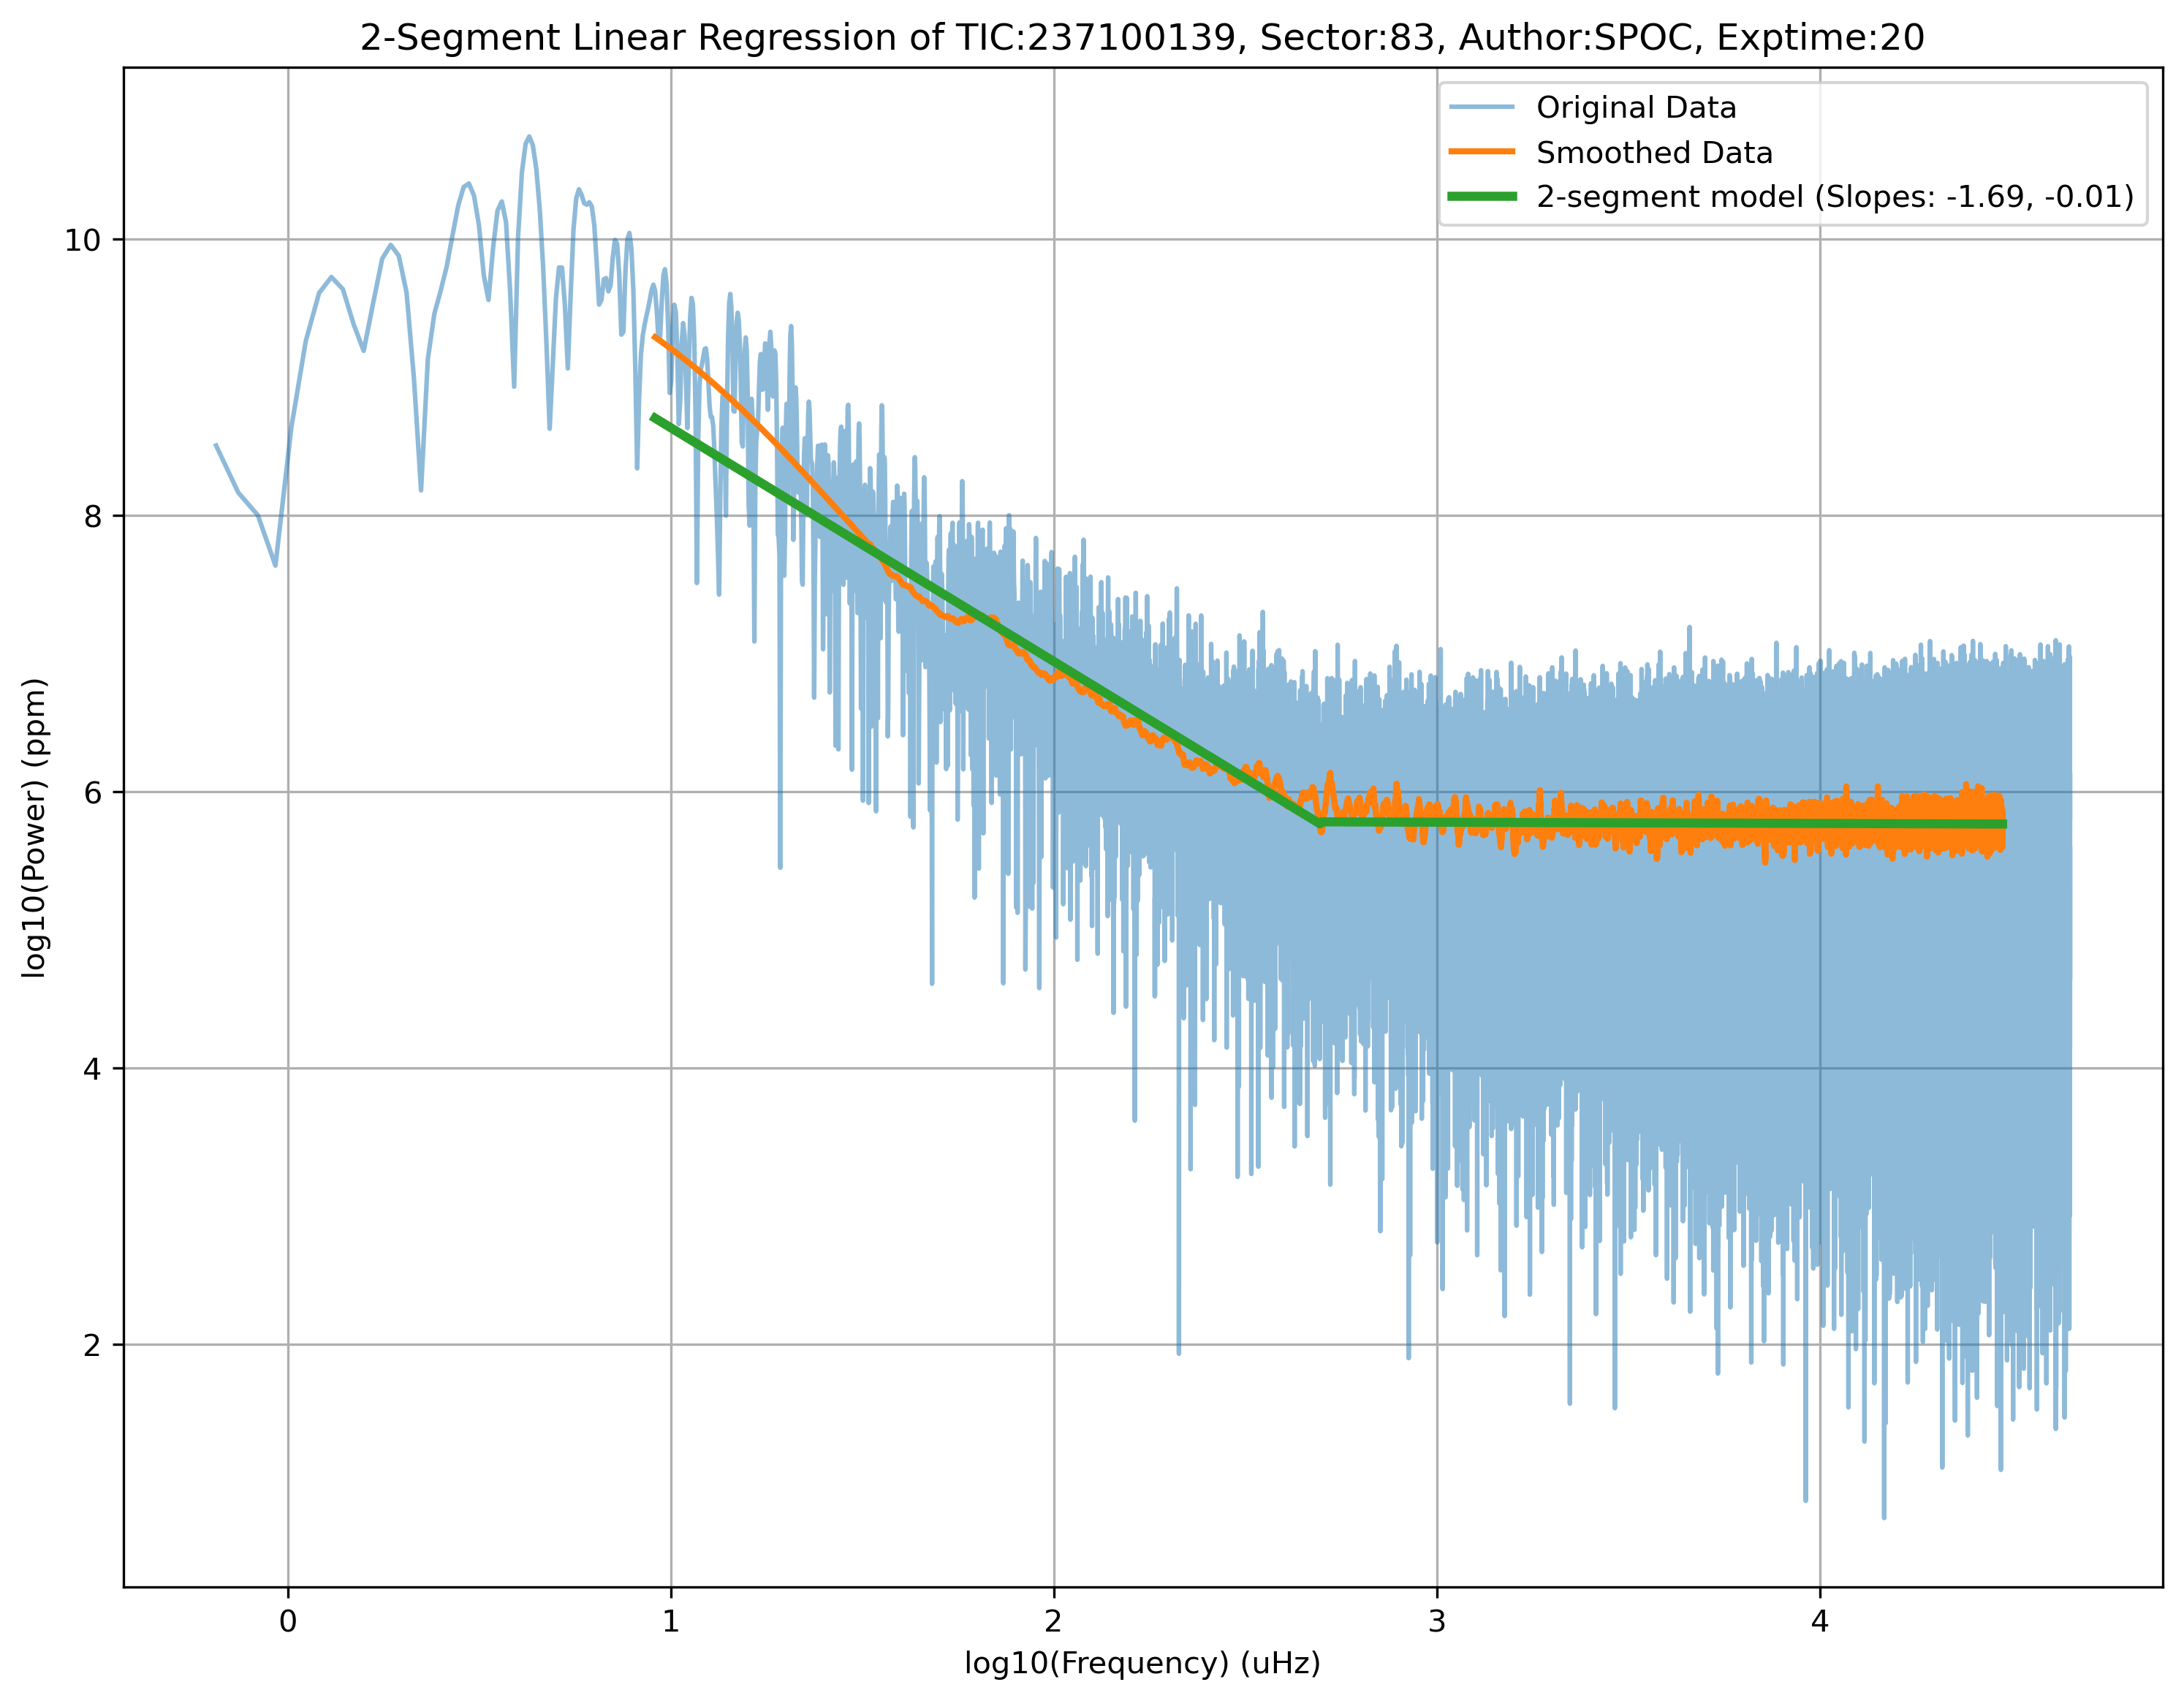 2-Segment Linear Regression of TIC:237100139, Sector:83, Author:SPOC, Exptime:20
Original Data
Smoothed Data
2-segment model (Slopes: -1.69, -0.01)
10
8
6
4
2
log10(Power) (ppm)
0 1 2 3 4
log10(Frequency) (uHz)